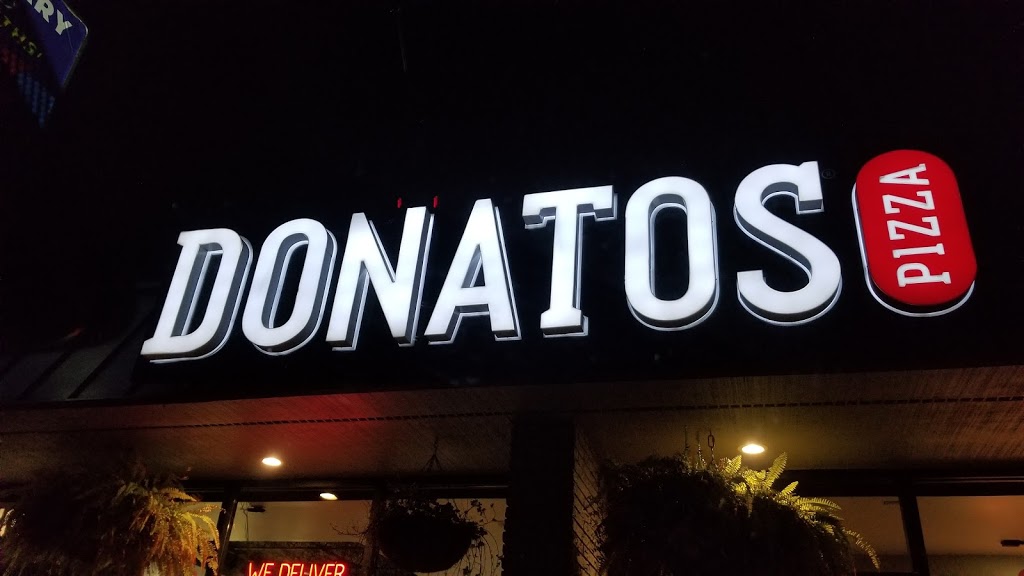 DONATOS
PIZZA
WE DELIVER